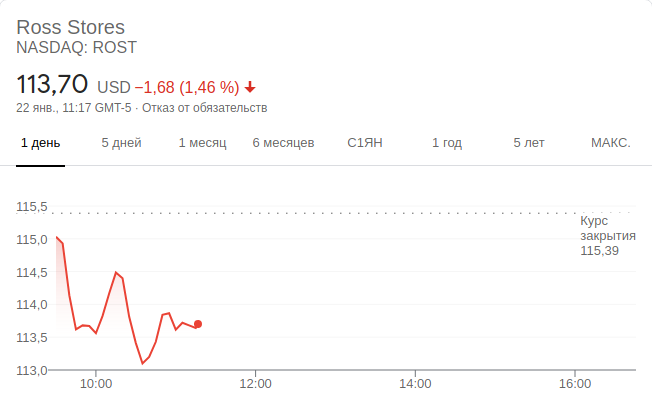 Ross Stores
NASDAQ: ROST
113,70 USD −1,68 (1,46 %)
22 янв., 11:17 GMT-5 · Отказ от обязательств
1 день 5 дней 1 месяц 6 месяцев С1ЯН 1 год 5 лет МАКС.
115,5
Курс
закрытия
115,39
115,0
114,5
114,0
113,5
113,0
10:00 12:00 14:00 16:00